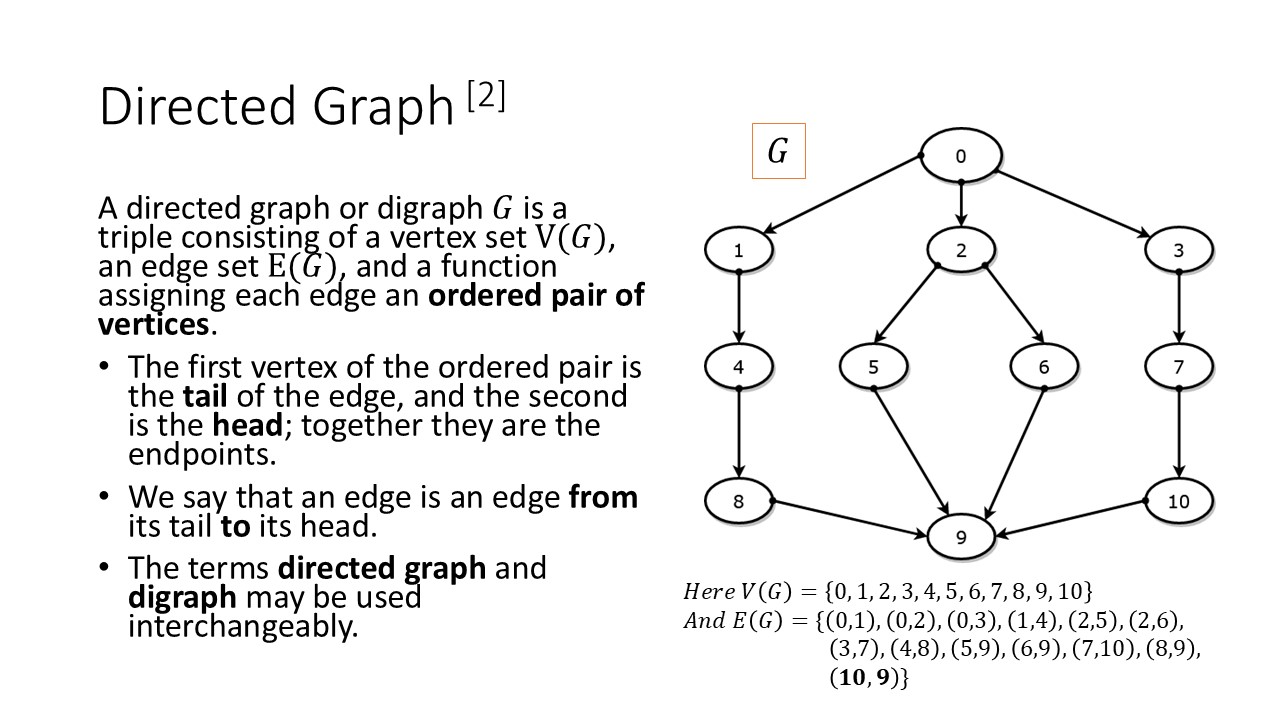 Directed Graph [2]
A directed graph or digraph G is a
triple consisting of a vertex set V(G),
an edge set E(G), and a function
assigning each edge an ordered pair of
vertices.
• The first vertex of the ordered pair is
the tail of the edge, and the second
is the head; together they are the
endpoints.
• We say that an edge is an edge from
its tail to its head.
• The terms directed graph and
digraph may be used
interchangeably.
G
0
1 2 3
4 5 6 7
8 10
9
Here V(G) = {0, 1, 2, 3, 4, 5, 6, 7, 8, 9, 10}
And E(G) = {(0,1), (0,2), (0,3), (1,4), (2,5), (2,6),
(3,7), (4,8), (5,9), (6,9), (7,10), (8,9),
(10, 9)}